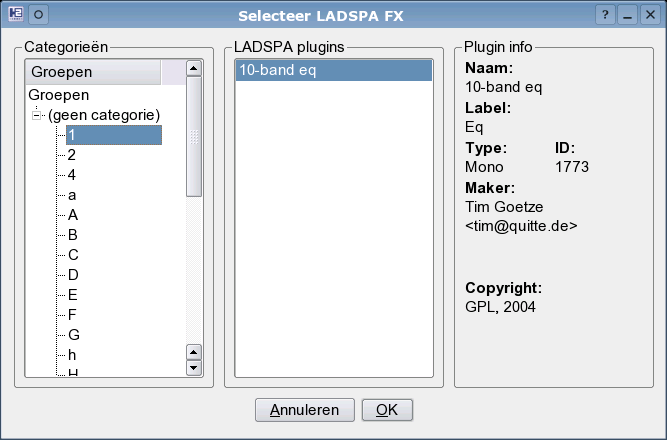 Selecteer LADSPA FX
Categorieën
Groepen
Groepen
(geen categorie)
1
2
4
a
A
B
C
D
E
F
G
h
H
LADSPA plugins
10-band eq
Plugin info
Naam:
10-band eq
Label:
Eq
Type: ID:
Mono 1773
Maker:
Tim Goetze
<tim@quitte.de>
Copyright:
GPL, 2004
Annuleren OK